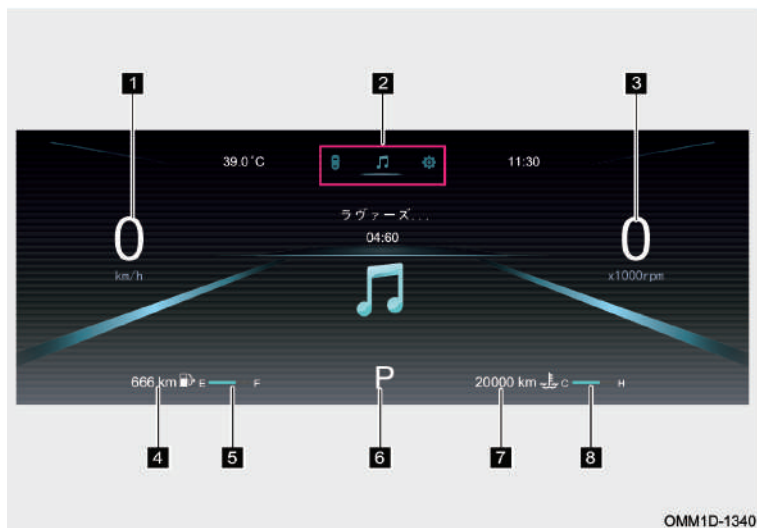 1 2 3
39.0°C 11:30
ラヴァーズ...
04:60
0 0
km/h x1000rpm
666 km E F P 20000 km C H
4 5 6 7 8
OMM1D-1340